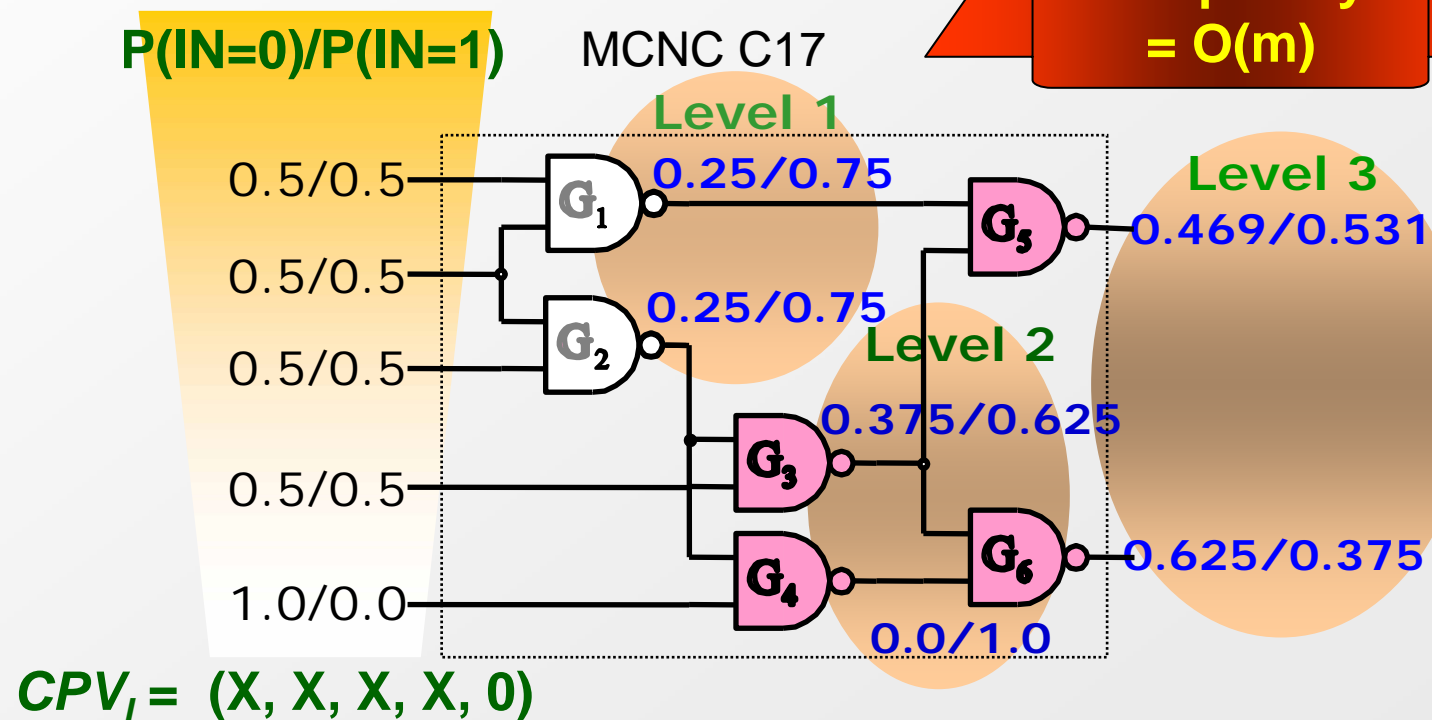 P(IN=0)/P(IN=1)
MCNC C17
= O(m)
Level 1
0.5/0.5
G1
0.25/0.75
Level 3
G5
0.469/0.531
0.5/0.5
0.25/0.75
G2
Level 2
0.5/0.5
0.375/0.625
G3
0.5/0.5
G6
0.625/0.375
G4
1.0/0.0
0.0/1.0
CPVI = (X, X, X, X, 0)